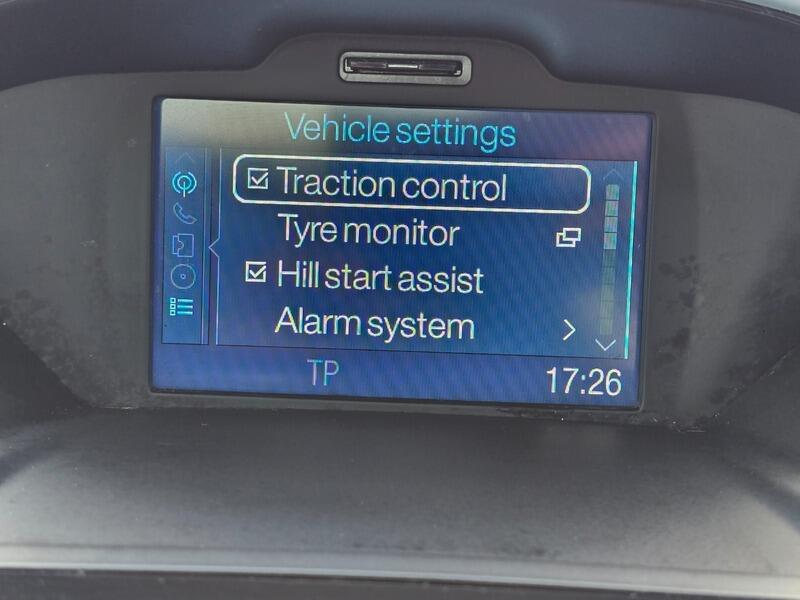 Vehicle settings
Traction control
Tyre monitor
Hill start assist
Alarm system
TP 17:26